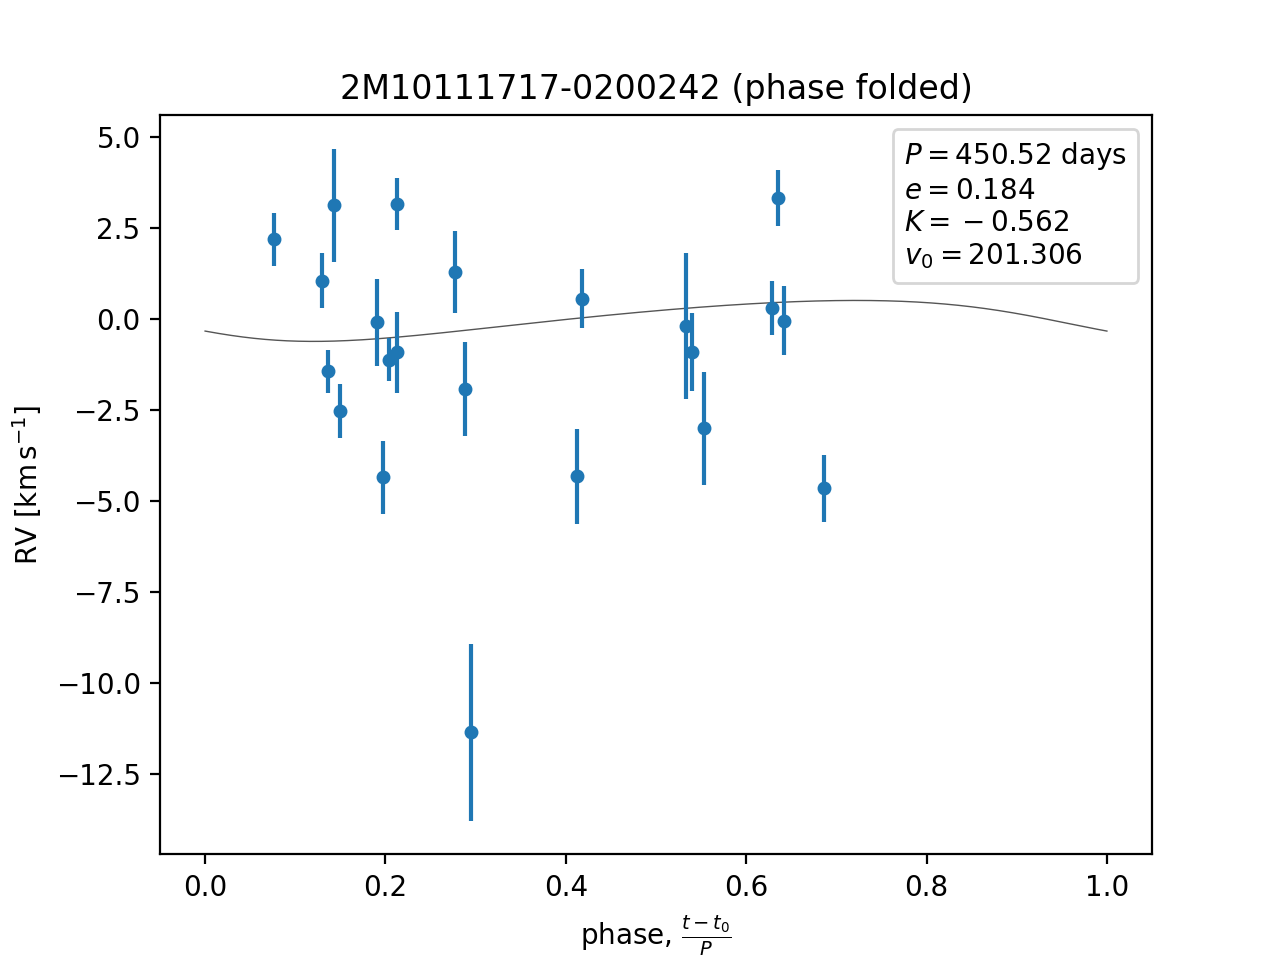 2M10111717-0200242 (phase folded)
P = 450.52 days
e = 0.184
K = −0.562
v₀ = 201.306
5.0
2.5
0.0
−2.5
−5.0
−7.5
−10.0
−12.5
RV [km s⁻¹]
0.0 0.2 0.4 0.6 0.8 1.0
phase, (t − t₀)/P